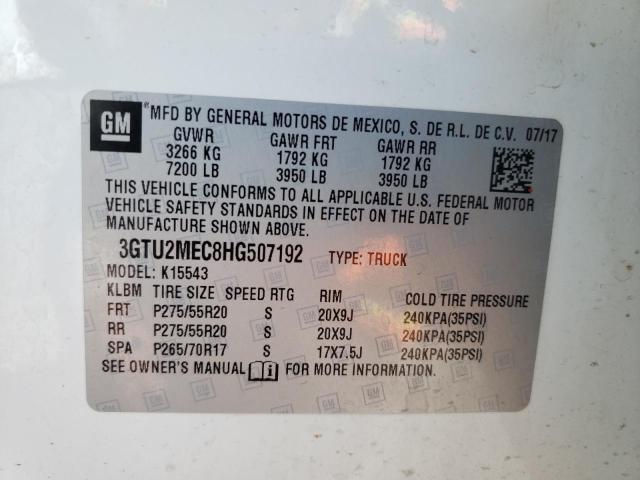 GM ® MFD BY GENERAL MOTORS DE MEXICO, S. DE R.L. DE C.V. 07/17
GVWR GAWR FRT GAWR RR
3266 KG 1792 KG 1792 KG
7200 LB 3950 LB 3950 LB
THIS VEHICLE CONFORMS TO ALL APPLICABLE U.S. FEDERAL MOTOR
VEHICLE SAFETY STANDARDS IN EFFECT ON THE DATE OF
MANUFACTURE SHOWN ABOVE.
3GTU2MEC8HG507192 TYPE: TRUCK
MODEL: K15543
KLBM TIRE SIZE SPEED RTG RIM COLD TIRE PRESSURE
FRT P275/55R20 S 20X9J 240KPA(35PSI)
RR P275/55R20 S 20X9J 240KPA(35PSI)
SPA P265/70R17 S 17X7.5J 240KPA(35PSI)
SEE OWNER'S MANUAL FOR MORE INFORMATION.